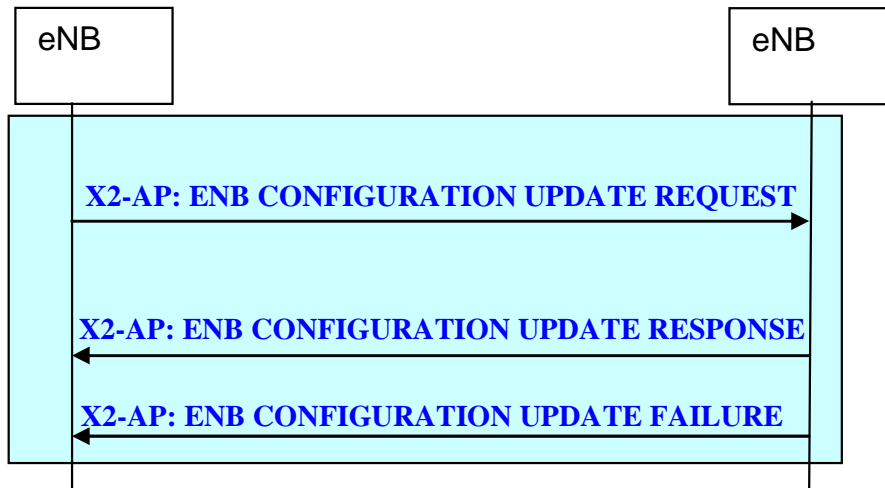 eNB
eNB
X2-AP: ENB CONFIGURATION UPDATE REQUEST
X2-AP: ENB CONFIGURATION UPDATE RESPONSE
X2-AP: ENB CONFIGURATION UPDATE FAILURE